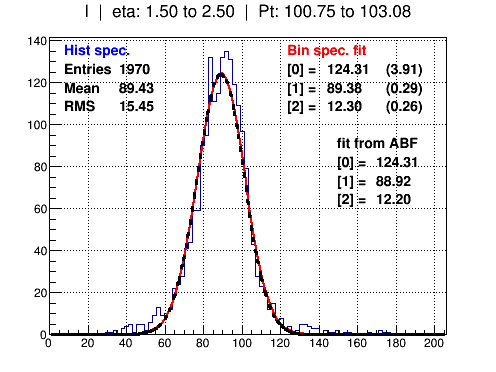 I | eta: 1.50 to 2.50 | Pt: 100.75 to 103.08
Hist spec.
Entries 1970
Mean 89.43
RMS 15.45
Bin spec. fit
[0] = 124.31 (3.91)
[1] = 89.38 (0.29)
[2] = 12.30 (0.26)
fit from ABF
[0] = 124.31
[1] = 88.92
[2] = 12.20
140
120
100
80
60
40
20
0
0 20 40 60 80 100 120 140 160 180 200